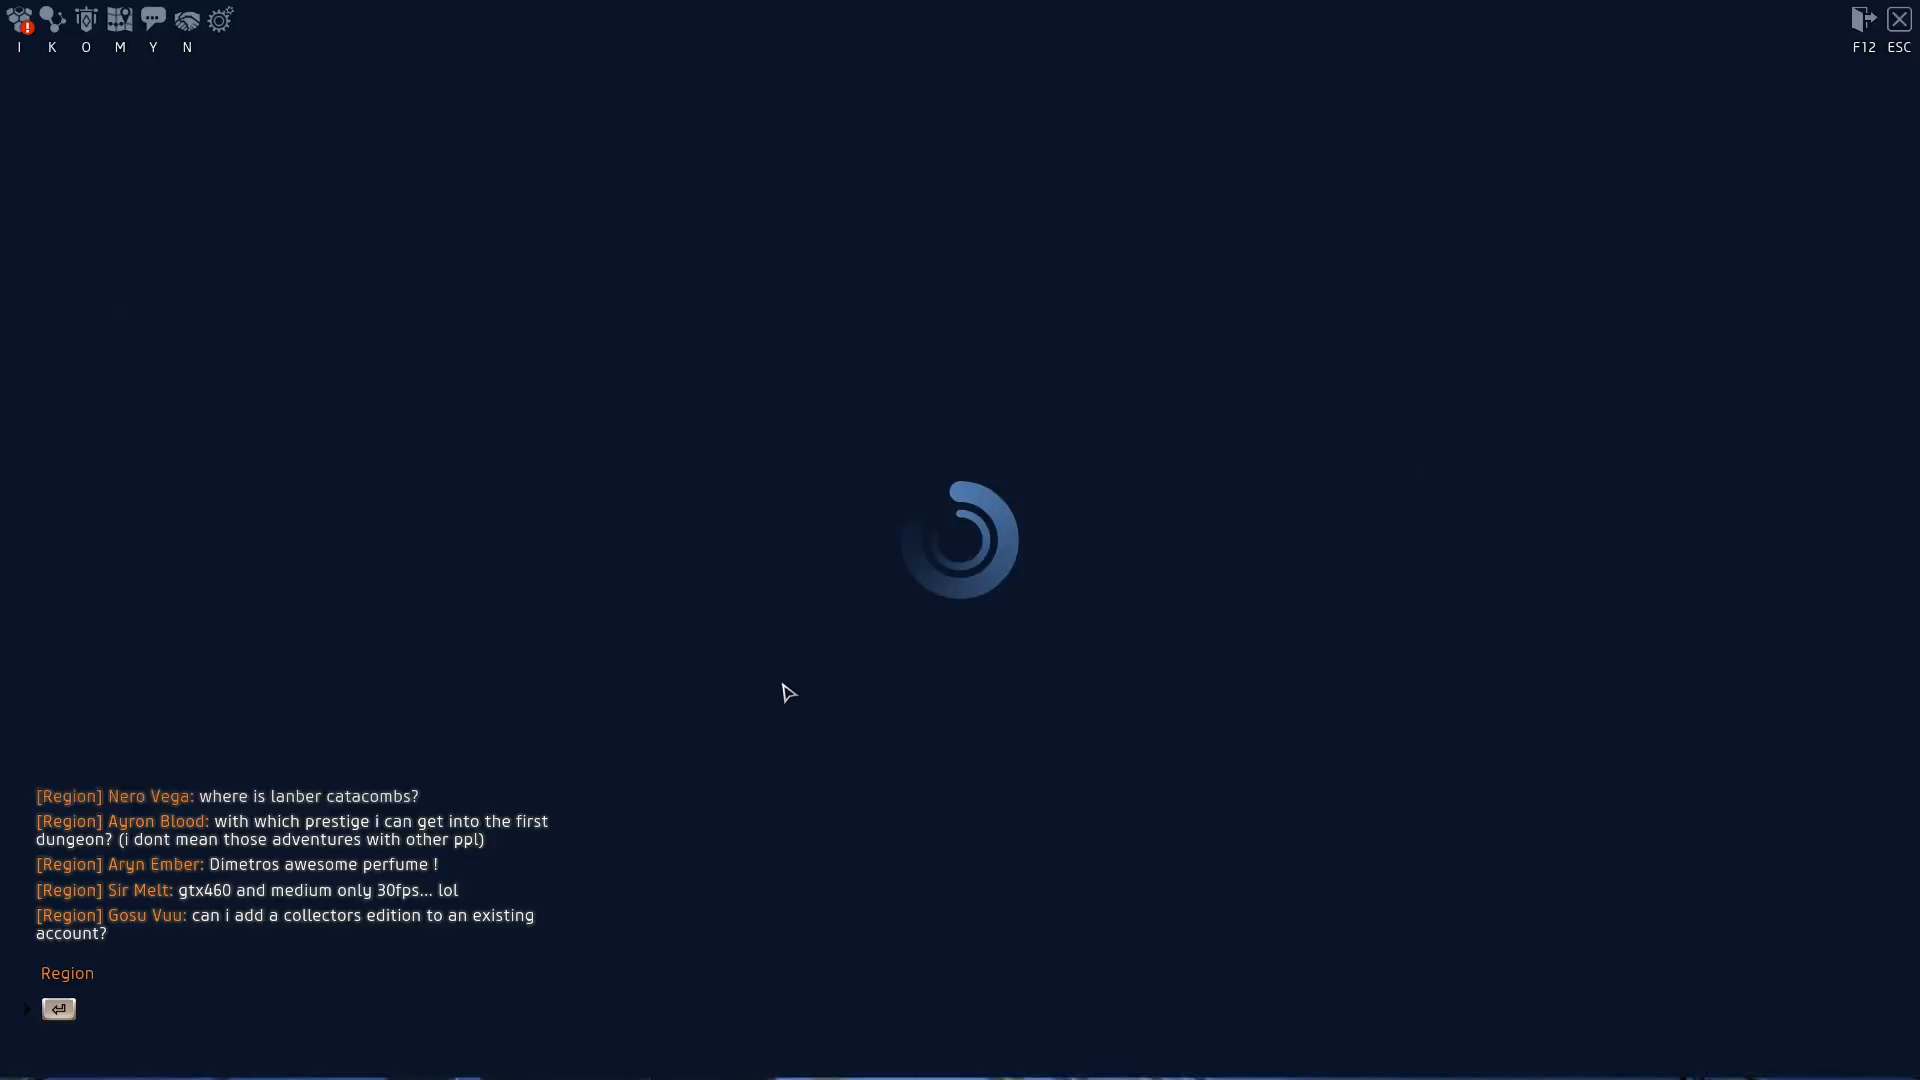 I K O M Y N F12 ESC
[Region] Nero Vega: where is lanber catacombs?
[Region] Ayron Blood: with which prestige i can get into the first
dungeon? (i dont mean those adventures with other ppl)
[Region] Aryn Ember: Dimetros awesome perfume !
[Region] Sir Melt: gtx460 and medium only 30fps... lol
[Region] Gosu Vuu: can i add a collectors edition to an existing
account?
Region